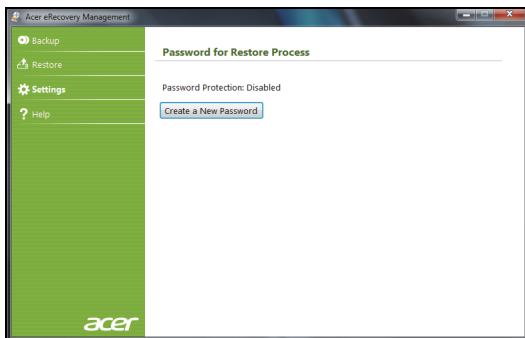 Acer eRecovery Management
Backup
Restore
Settings
Help
Password for Restore Process
Password Protection: Disabled
Create a New Password
acer